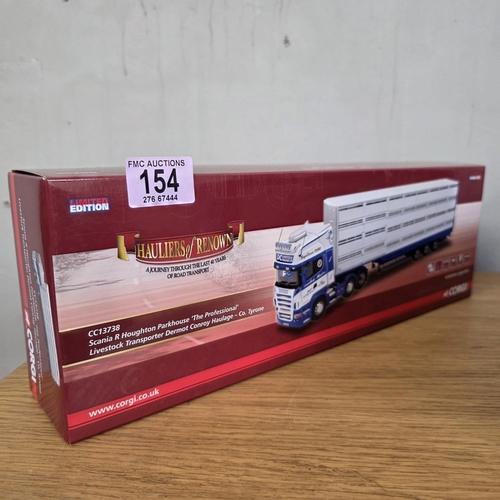 FMC AUCTIONS
154
276 67444
LIMITED
EDITION
HAULIERS of RENOWN
A JOURNEY THROUGH THE LAST 40 YEARS
OF ROAD TRANSPORT
CC13738
Scania R Houghton Parkhouse 'The Professional'
Livestock Transporter Dermot Conroy Haulage – Co. Tyrone
www.corgi.co.uk
CORGI
CORGI